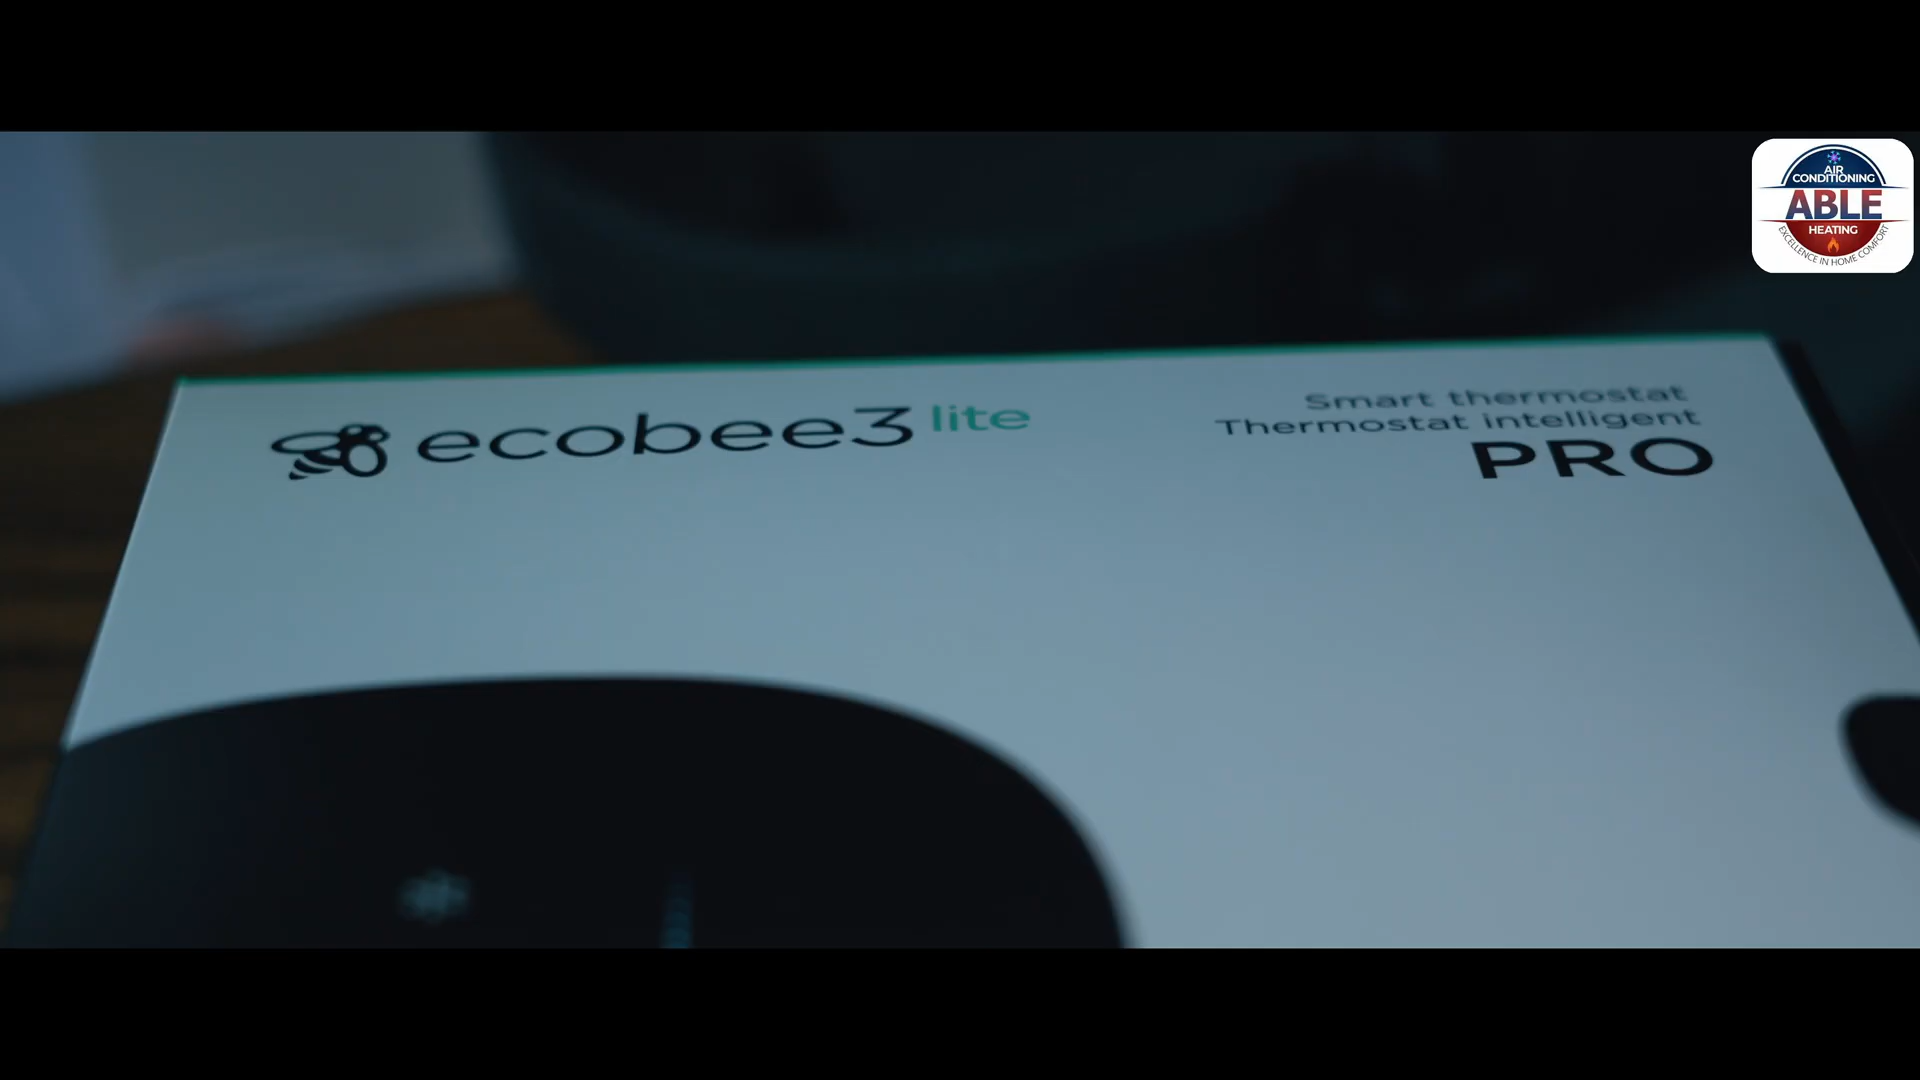 AIR
CONDITIONING
ABLE
HEATING
EXCELLENCE IN HOME COMFORT
ecobee3 lite
Smart thermostat
Thermostat intelligent
PRO